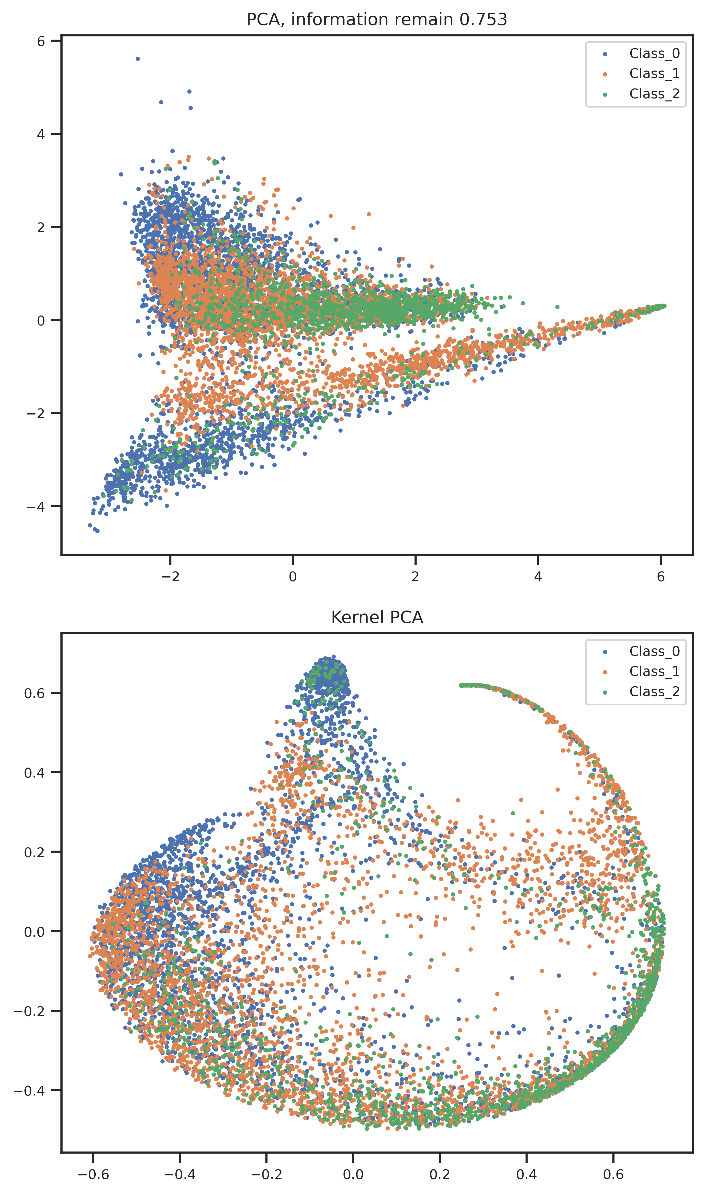 PCA, information remain 0.753
6
4
2
0
−2
−4
Class_0
Class_1
Class_2
−2 0 2 4 6
Kernel PCA
0.6
0.4
0.2
0.0
−0.2
−0.4
Class_0
Class_1
Class_2
−0.6 −0.4 −0.2 0.0 0.2 0.4 0.6